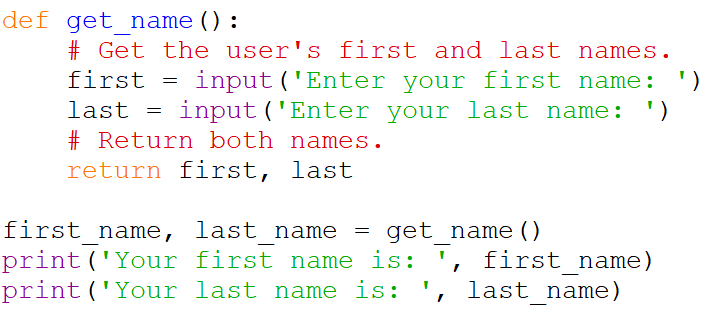 def get_name():
    # Get the user's first and last names.
    first = input('Enter your first name: ')
    last = input('Enter your last name: ')
    # Return both names.
    return first, last

first_name, last_name = get_name()
print('Your first name is: ', first_name)
print('Your last name is: ', last_name)